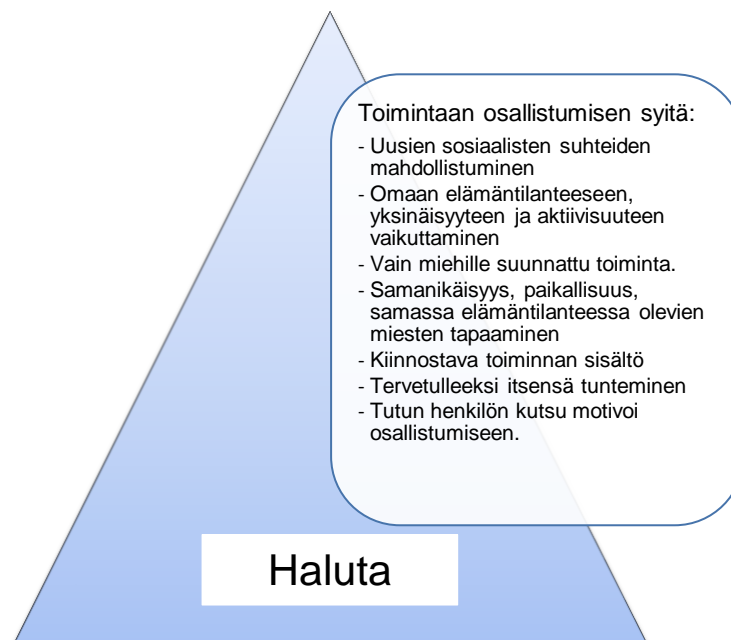 Toimintaan osallistumisen syitä:
- Uusien sosiaalisten suhteiden
mahdollistuminen
- Omaan elämäntilanteeseen,
yksinäisyyteen ja aktiivisuuteen
vaikuttaminen
- Vain miehille suunnattu toiminta.
- Samanikäisyys, paikallisuus,
samassa elämäntilanteessa olevien
miesten tapaaminen
- Kiinnostava toiminnan sisältö
- Tervetulleeksi itsensä tunteminen
- Tutun henkilön kutsu motivoi
osallistumiseen.
Haluta